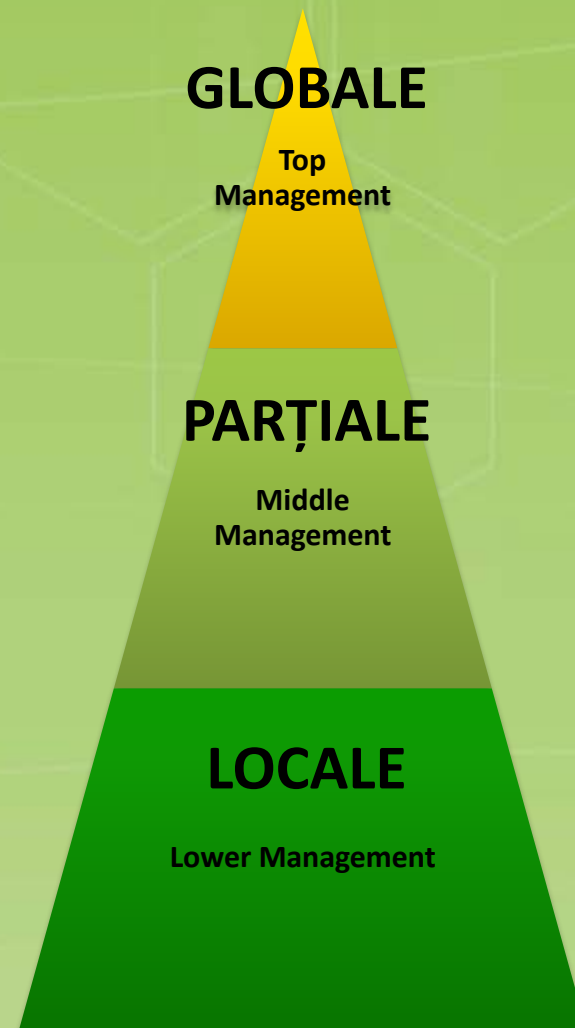 GLOBALE
Top
Management
PARȚIALE
Middle
Management
LOCALE
Lower Management